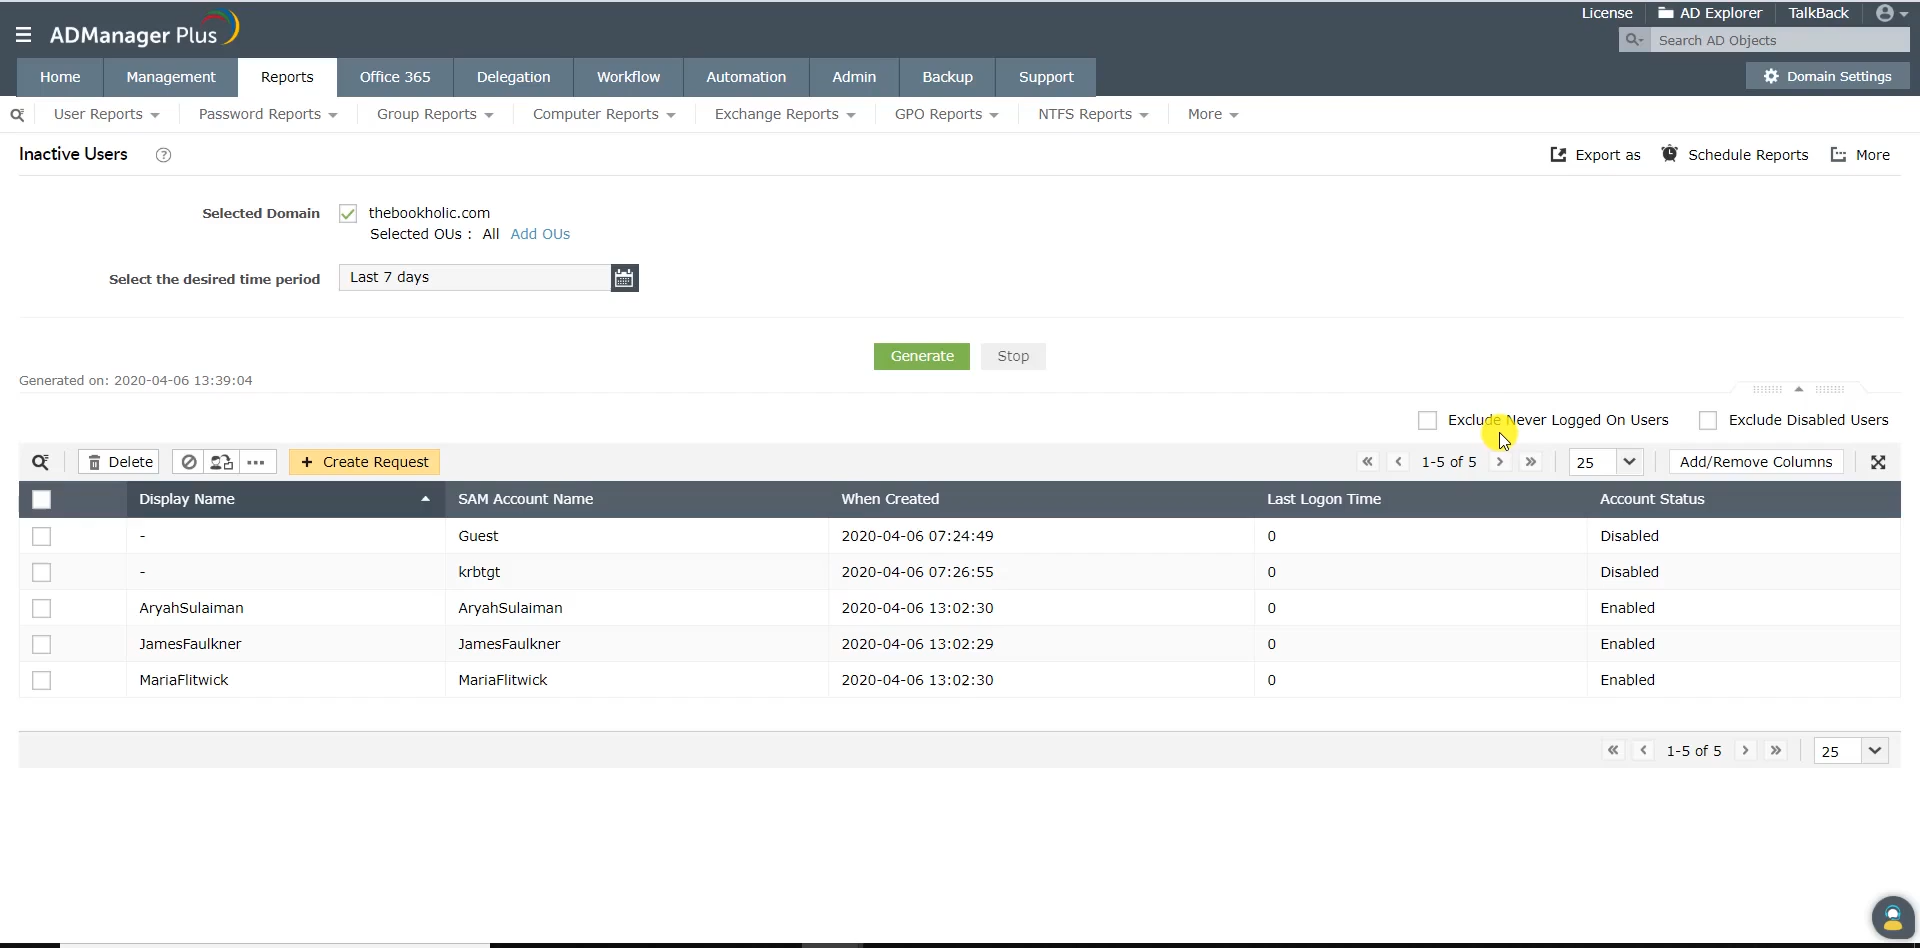 License AD Explorer TalkBack
ADManager Plus
Search AD Objects
Home Management Reports Office 365 Delegation Workflow Automation Admin Backup Support Domain Settings
User Reports Password Reports Group Reports Computer Reports Exchange Reports GPO Reports NTFS Reports More
Inactive Users ? Export as Schedule Reports More
Selected Domain thebookholic.com
Selected OUs : All Add OUs
Select the desired time period Last 7 days
Generate Stop
Generated on: 2020-04-06 13:39:04
Exclude Never Logged On Users Exclude Disabled Users
Delete ••• + Create Request « ‹ 1-5 of 5 › » 25 Add/Remove Columns
Display Name SAM Account Name When Created Last Logon Time Account Status
- Guest 2020-04-06 07:24:49 0 Disabled
- krbtgt 2020-04-06 07:26:55 0 Disabled
AryahSulaiman AryahSulaiman 2020-04-06 13:02:30 0 Enabled
JamesFaulkner JamesFaulkner 2020-04-06 13:02:29 0 Enabled
MariaFlitwick MariaFlitwick 2020-04-06 13:02:30 0 Enabled
« ‹ 1-5 of 5 › » 25